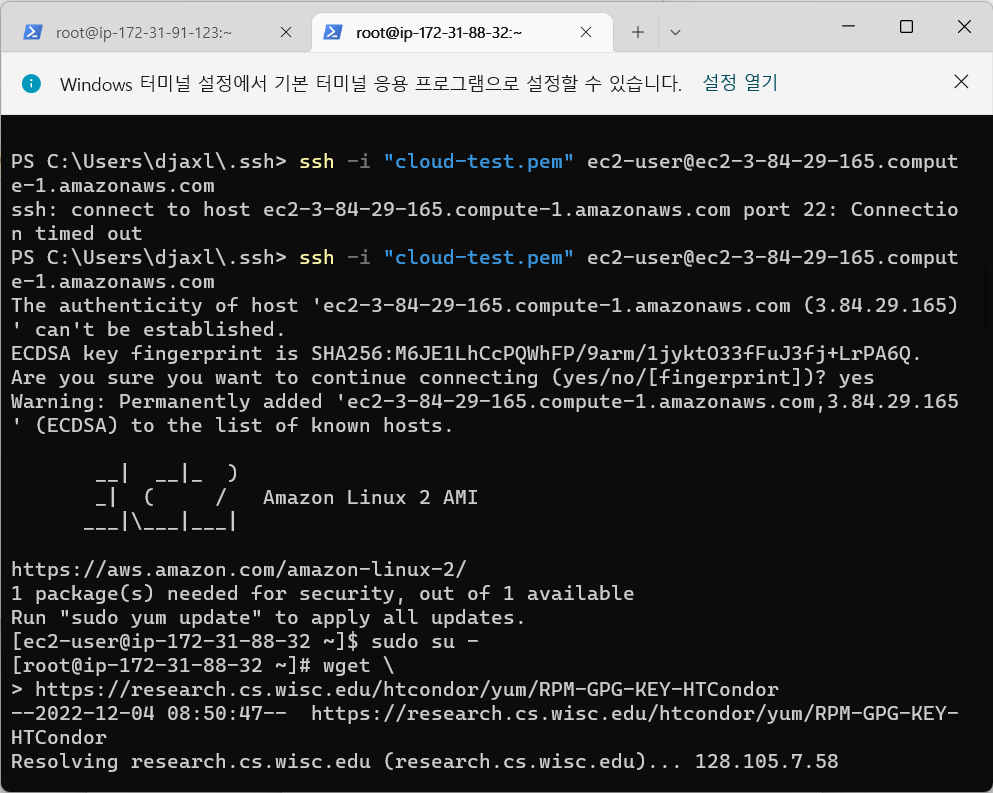 root@ip-172-31-91-123:~
root@ip-172-31-88-32:~
Windows 터미널 설정에서 기본 터미널 응용 프로그램으로 설정할 수 있습니다. 설정 열기
PS C:\Users\djaxl\.ssh> ssh -i "cloud-test.pem" ec2-user@ec2-3-84-29-165.comput
e-1.amazonaws.com
ssh: connect to host ec2-3-84-29-165.compute-1.amazonaws.com port 22: Connectio
n timed out
PS C:\Users\djaxl\.ssh> ssh -i "cloud-test.pem" ec2-user@ec2-3-84-29-165.comput
e-1.amazonaws.com
The authenticity of host 'ec2-3-84-29-165.compute-1.amazonaws.com (3.84.29.165)
' can't be established.
ECDSA key fingerprint is SHA256:M6JE1LhCcPQWhFP/9arm/1jyktO33fFuJ3fj+LrPA6Q.
Are you sure you want to continue connecting (yes/no/[fingerprint])? yes
Warning: Permanently added 'ec2-3-84-29-165.compute-1.amazonaws.com,3.84.29.165
' (ECDSA) to the list of known hosts.
       __|  __|_  )
       _|  (     /   Amazon Linux 2 AMI
      ___|\___|___|
https://aws.amazon.com/amazon-linux-2/
1 package(s) needed for security, out of 1 available
Run "sudo yum update" to apply all updates.
[ec2-user@ip-172-31-88-32 ~]$ sudo su -
[root@ip-172-31-88-32 ~]# wget \
> https://research.cs.wisc.edu/htcondor/yum/RPM-GPG-KEY-HTCondor
--2022-12-04 08:50:47--  https://research.cs.wisc.edu/htcondor/yum/RPM-GPG-KEY-
HTCondor
Resolving research.cs.wisc.edu (research.cs.wisc.edu)... 128.105.7.58